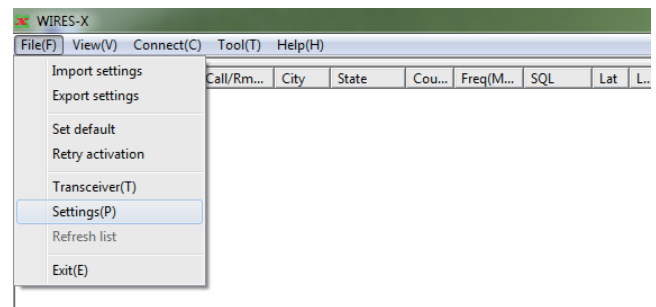 WIRES-X
File(F) View(V) Connect(C) Tool(T) Help(H)
Call/Rm... City State Cou... Freq(M... SQL Lat L..
Import settings
Export settings
Set default
Retry activation
Transceiver(T)
Settings(P)
Refresh list
Exit(E)